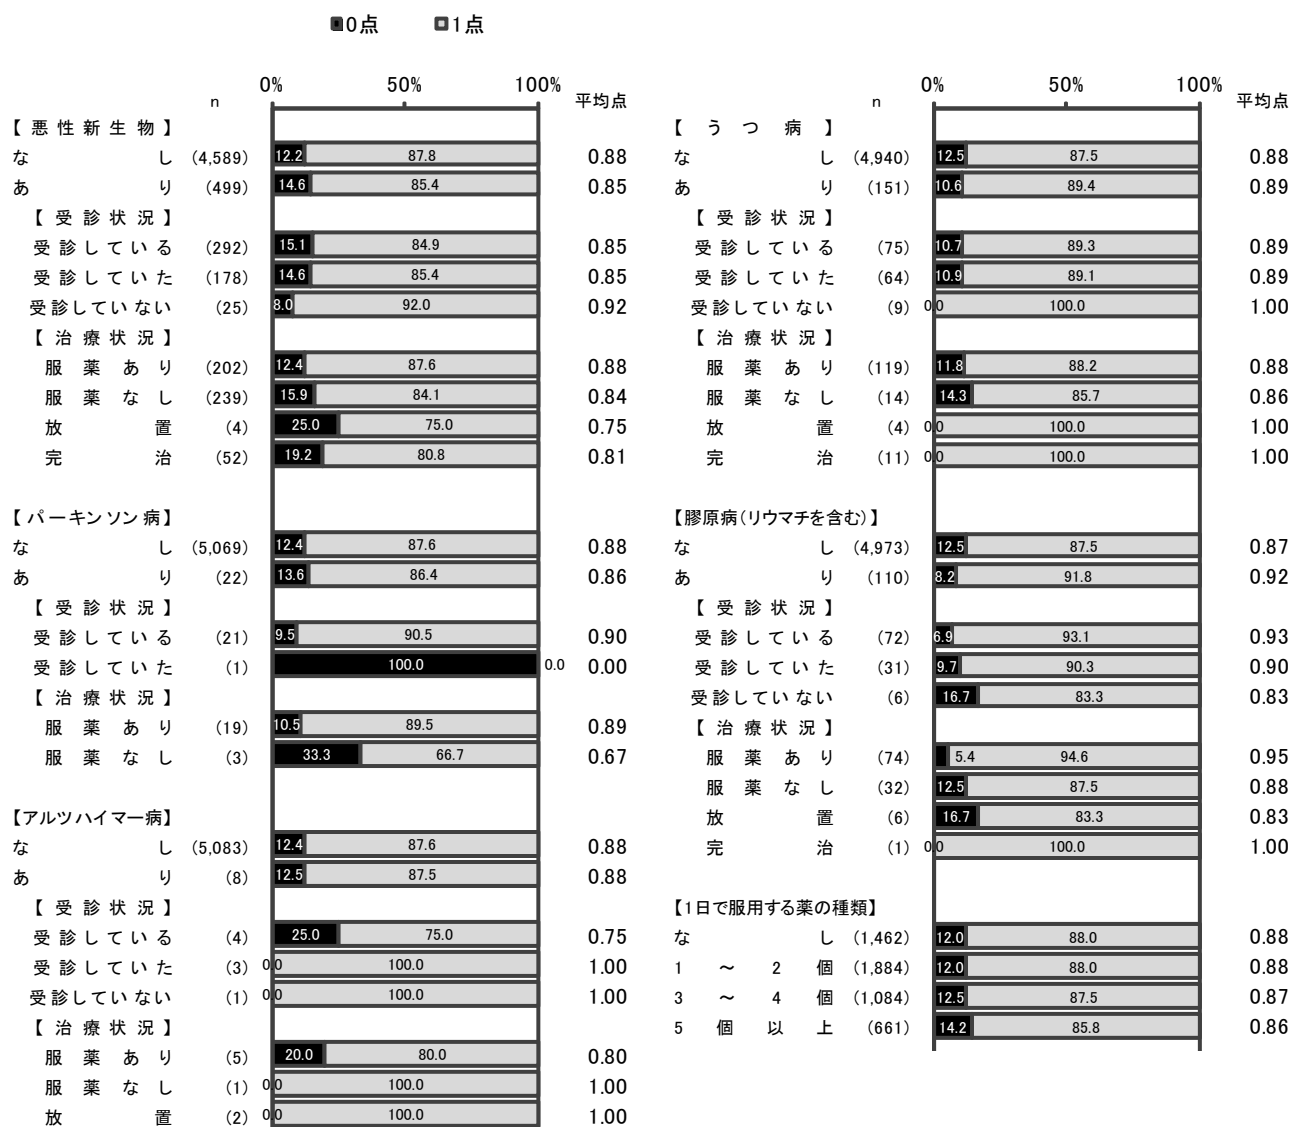 ■0点 □1点
0% 50% 100%
n 平均点
【悪性新生物】
なし (4,589) 12.2 87.8 0.88
あり (499) 14.6 85.4 0.85
【受診状況】
受診している (292) 15.1 84.9 0.85
受診していた (178) 14.6 85.4 0.85
受診していない (25) 8.0 92.0 0.92
【治療状況】
服薬あり (202) 12.4 87.6 0.88
服薬なし (239) 15.9 84.1 0.84
放置 (4) 25.0 75.0 0.75
完治 (52) 19.2 80.8 0.81
【パーキンソン病】
なし (5,069) 12.4 87.6 0.88
あり (22) 13.6 86.4 0.86
【受診状況】
受診している (21) 9.5 90.5 0.90
受診していた (1) 100.0 0.0 0.00
【治療状況】
服薬あり (19) 10.5 89.5 0.89
服薬なし (3) 33.3 66.7 0.67
【アルツハイマー病】
なし (5,083) 12.4 87.6 0.88
あり (8) 12.5 87.5 0.88
【受診状況】
受診している (4) 25.0 75.0 0.75
受診していた (3) 0.0 100.0 1.00
受診していない (1) 0.0 100.0 1.00
【治療状況】
服薬あり (5) 20.0 80.0 0.80
服薬なし (1) 0.0 100.0 1.00
放置 (2) 0.0 100.0 1.00
0% 50% 100%
n 平均点
【うつ病】
なし (4,940) 12.5 87.5 0.88
あり (151) 10.6 89.4 0.89
【受診状況】
受診している (75) 10.7 89.3 0.89
受診していた (64) 10.9 89.1 0.89
受診していない (9) 0.0 100.0 1.00
【治療状況】
服薬あり (119) 11.8 88.2 0.88
服薬なし (14) 14.3 85.7 0.86
放置 (4) 0.0 100.0 1.00
完治 (11) 0.0 100.0 1.00
【膠原病(リウマチを含む)】
なし (4,973) 12.5 87.5 0.87
あり (110) 8.2 91.8 0.92
【受診状況】
受診している (72) 6.9 93.1 0.93
受診していた (31) 9.7 90.3 0.90
受診していない (6) 16.7 83.3 0.83
【治療状況】
服薬あり (74) 5.4 94.6 0.95
服薬なし (32) 12.5 87.5 0.88
放置 (6) 16.7 83.3 0.83
完治 (1) 0.0 100.0 1.00
【1日で服用する薬の種類】
なし (1,462) 12.0 88.0 0.88
1～2個 (1,884) 12.0 88.0 0.88
3～4個 (1,084) 12.5 87.5 0.87
5個以上 (661) 14.2 85.8 0.86